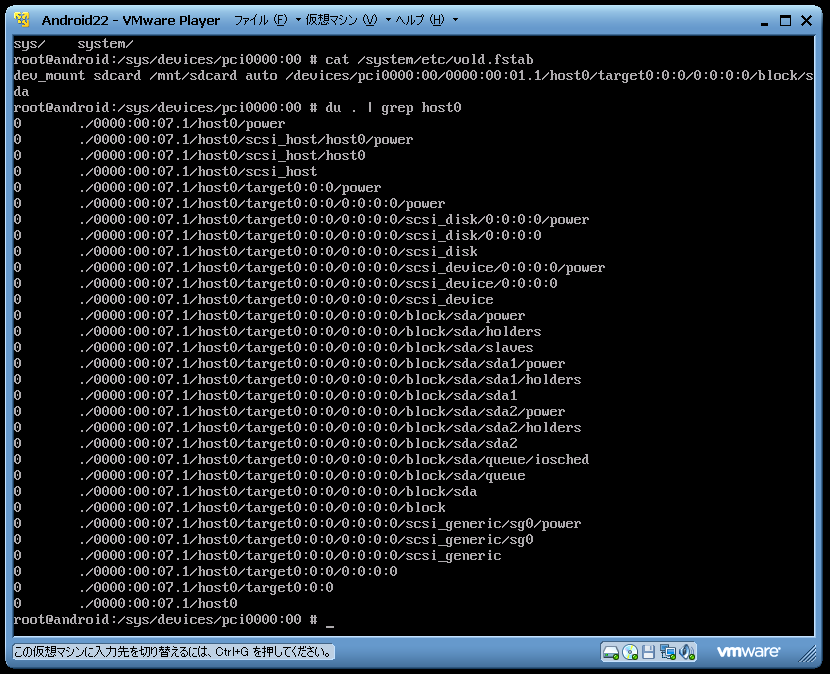 Android22 - VMware Player ファイル (F) 仮想マシン (V) ヘルプ (H)
sys/    system/
root@android:/sys/devices/pci0000:00 # cat /system/etc/vold.fstab
dev_mount sdcard /mnt/sdcard auto /devices/pci0000:00/0000:00:01.1/host0/target0:0:0/0:0:0:0/block/s
da
root@android:/sys/devices/pci0000:00 # du . | grep host0
0       ./0000:00:07.1/host0/power
0       ./0000:00:07.1/host0/scsi_host/host0/power
0       ./0000:00:07.1/host0/scsi_host/host0
0       ./0000:00:07.1/host0/scsi_host
0       ./0000:00:07.1/host0/target0:0:0/power
0       ./0000:00:07.1/host0/target0:0:0/0:0:0:0/power
0       ./0000:00:07.1/host0/target0:0:0/0:0:0:0/scsi_disk/0:0:0:0/power
0       ./0000:00:07.1/host0/target0:0:0/0:0:0:0/scsi_disk/0:0:0:0
0       ./0000:00:07.1/host0/target0:0:0/0:0:0:0/scsi_disk
0       ./0000:00:07.1/host0/target0:0:0/0:0:0:0/scsi_device/0:0:0:0/power
0       ./0000:00:07.1/host0/target0:0:0/0:0:0:0/scsi_device/0:0:0:0
0       ./0000:00:07.1/host0/target0:0:0/0:0:0:0/scsi_device
0       ./0000:00:07.1/host0/target0:0:0/0:0:0:0/block/sda/power
0       ./0000:00:07.1/host0/target0:0:0/0:0:0:0/block/sda/holders
0       ./0000:00:07.1/host0/target0:0:0/0:0:0:0/block/sda/slaves
0       ./0000:00:07.1/host0/target0:0:0/0:0:0:0/block/sda/sda1/power
0       ./0000:00:07.1/host0/target0:0:0/0:0:0:0/block/sda/sda1/holders
0       ./0000:00:07.1/host0/target0:0:0/0:0:0:0/block/sda/sda1
0       ./0000:00:07.1/host0/target0:0:0/0:0:0:0/block/sda/sda2/power
0       ./0000:00:07.1/host0/target0:0:0/0:0:0:0/block/sda/sda2/holders
0       ./0000:00:07.1/host0/target0:0:0/0:0:0:0/block/sda/sda2
0       ./0000:00:07.1/host0/target0:0:0/0:0:0:0/block/sda/queue/iosched
0       ./0000:00:07.1/host0/target0:0:0/0:0:0:0/block/sda/queue
0       ./0000:00:07.1/host0/target0:0:0/0:0:0:0/block/sda
0       ./0000:00:07.1/host0/target0:0:0/0:0:0:0/block
0       ./0000:00:07.1/host0/target0:0:0/0:0:0:0/scsi_generic/sg0/power
0       ./0000:00:07.1/host0/target0:0:0/0:0:0:0/scsi_generic/sg0
0       ./0000:00:07.1/host0/target0:0:0/0:0:0:0/scsi_generic
0       ./0000:00:07.1/host0/target0:0:0/0:0:0:0
0       ./0000:00:07.1/host0/target0:0:0
0       ./0000:00:07.1/host0
root@android:/sys/devices/pci0000:00 # _
この仮想マシンに入力先を切り替えるには、Ctrl+G を押してください。 vmware